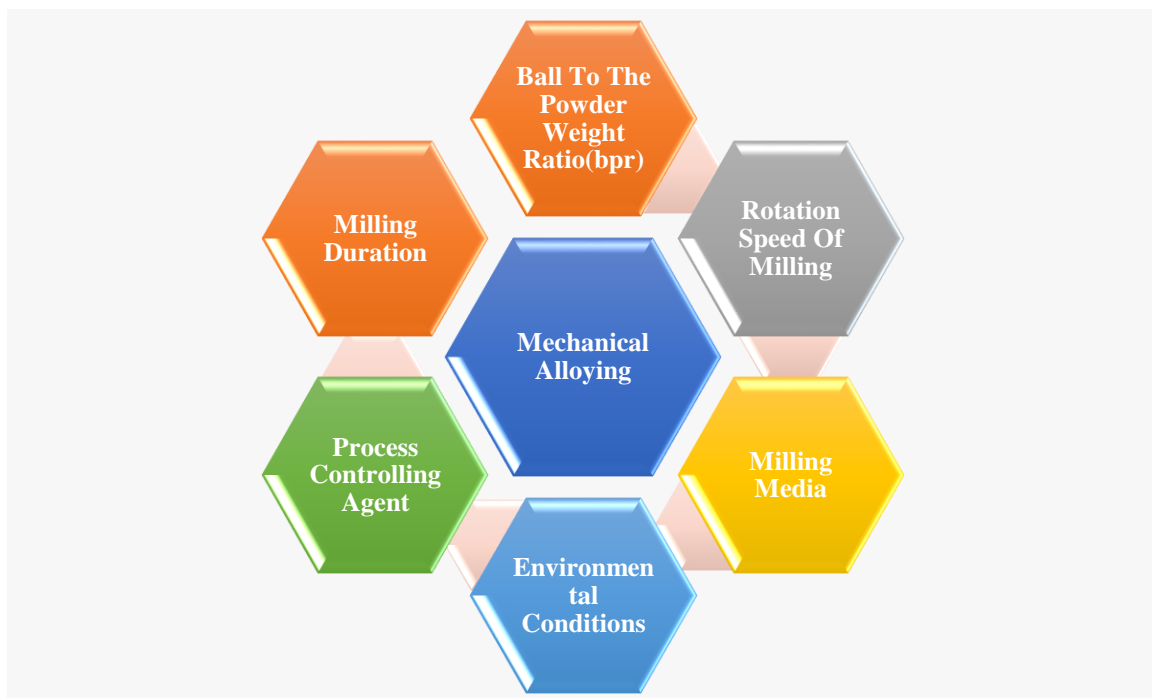 Ball To The
Powder
Weight
Ratio(bpr)
Rotation
Speed Of
Milling
Milling
Media
Environmen
tal
Conditions
Process
Controlling
Agent
Milling
Duration
Mechanical
Alloying